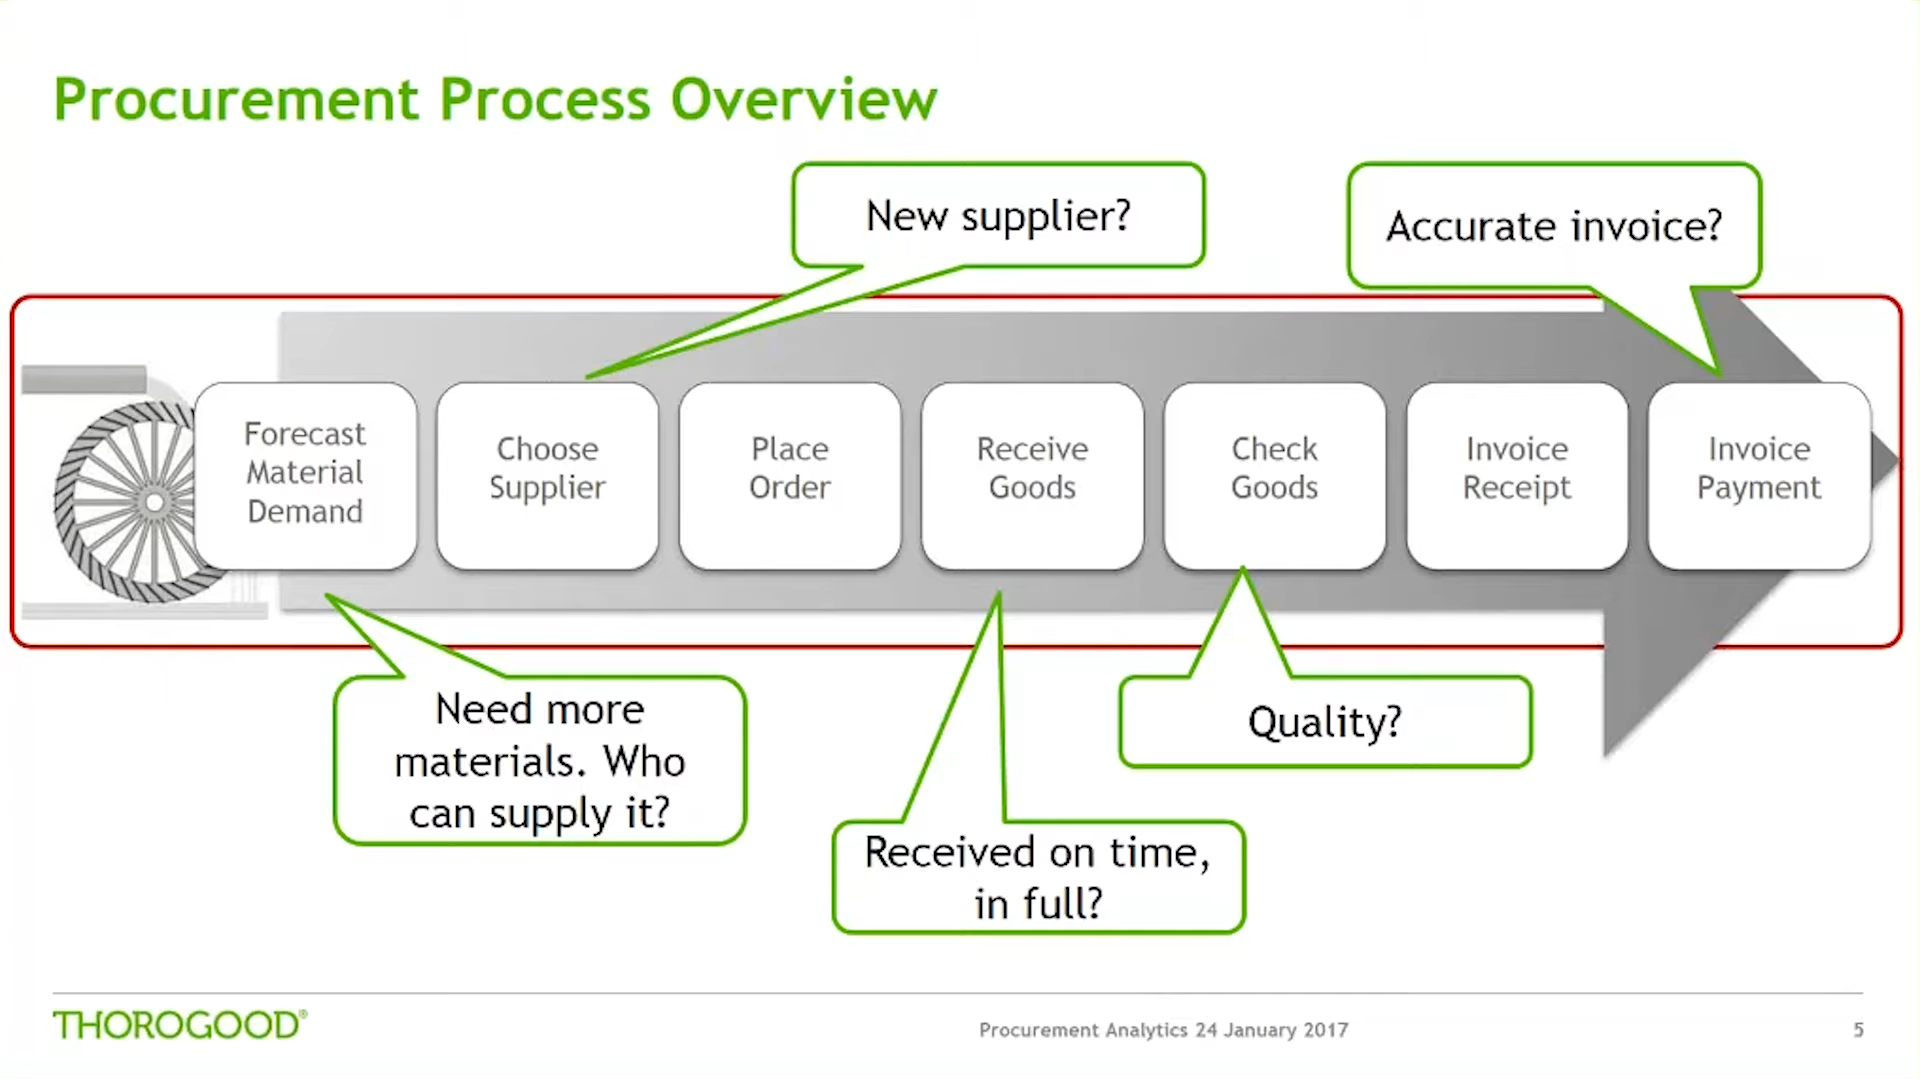 Procurement Process Overview
New supplier?
Accurate invoice?
Forecast
Material
Demand
Choose
Supplier
Place
Order
Receive
Goods
Check
Goods
Invoice
Receipt
Invoice
Payment
Need more
materials. Who
can supply it?
Quality?
Received on time,
in full?
THOROGOOD®
Procurement Analytics 24 January 2017
5